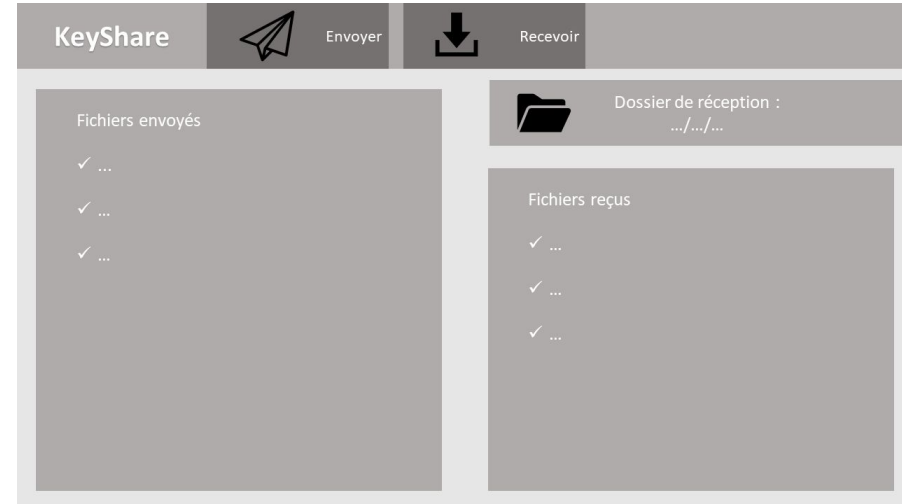 KeyShare
Envoyer
Recevoir
Fichiers envoyés
✓ ...
✓ ...
✓ ...
Dossier de réception :
.../.../...
Fichiers reçus
✓ ...
✓ ...
✓ ...